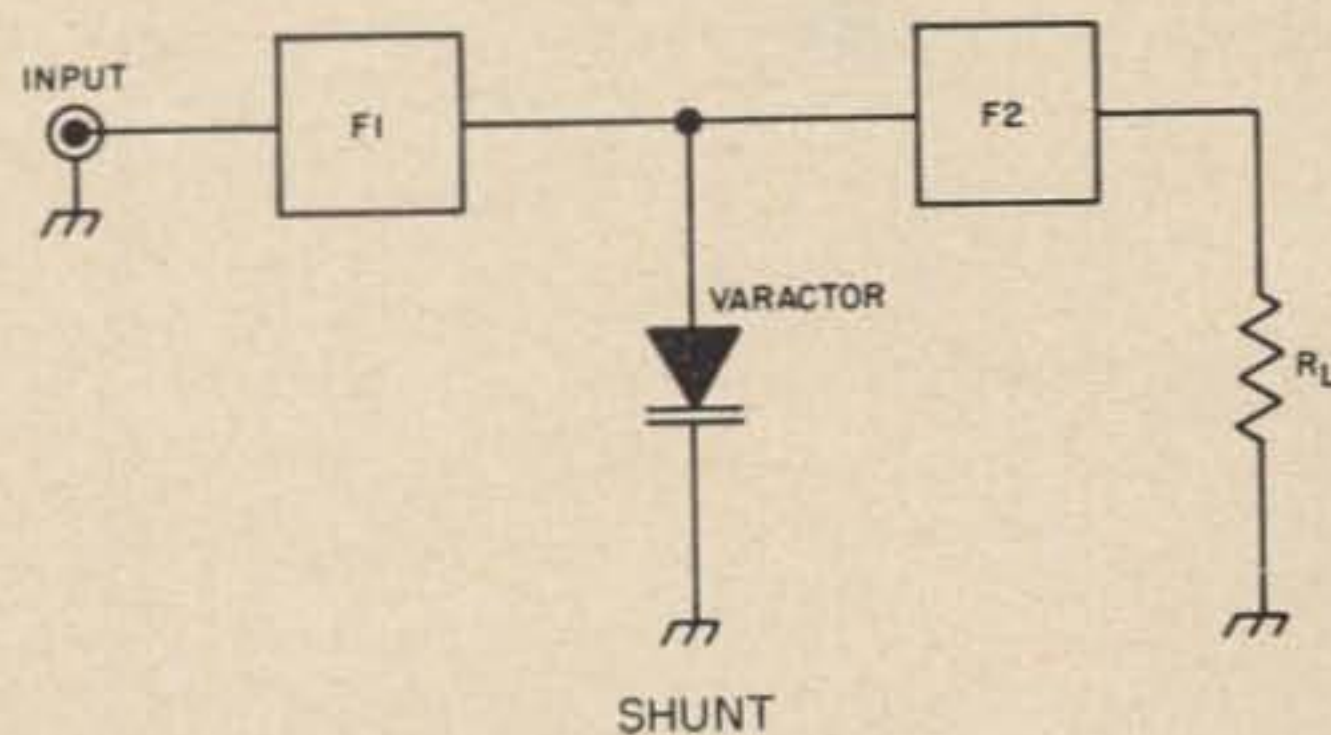 INPUT
F1
F2
VARACTOR
RL
SHUNT